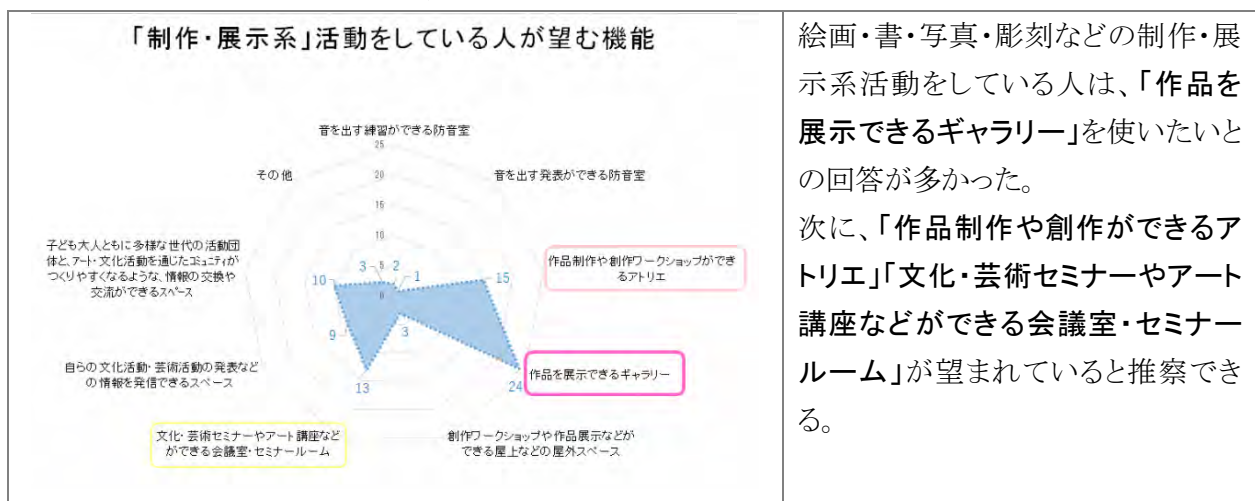 「制作・展示系」活動をしている人が望む機能
音を出す練習ができる防音室
25
その他
20
音を出す発表ができる防音室
15
10
子ども大人ともに多様な世代の活動団
体と、アート・文化活動を通じたコミュニティが
つくりやすくなるような、情報の交換や
交流ができるスペース
作品制作や創作ワークショップができ
るアトリエ
3
5
2
1
15
10
0
9
3
自らの文化活動・芸術活動の発表など
の情報を発信できるスペース
作品を展示できるギャラリー
13
24
文化・芸術セミナーやアート講座など
ができる会議室・セミナールーム
創作ワークショップや作品展示などが
できる屋上などの屋外スペース
絵画・書・写真・彫刻などの制作・展
示系活動をしている人は、「作品を
展示できるギャラリー」を使いたいと
の回答が多かった。
次に、「作品制作や創作ができるア
トリエ」「文化・芸術セミナーやアート
講座などができる会議室・セミナー
ルーム」が望まれていると推察でき
る。